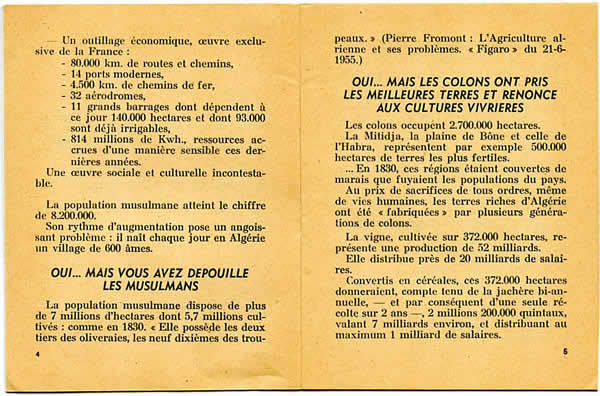 — Un outillage économique, œuvre exclu-
sive de la France :
- 80.000 km. de routes et chemins,
- 14 ports modernes,
- 4.500 km. de chemins de fer,
- 32 aérodromes,
- 11 grands barrages dont dépendent à
ce jour 140.000 hectares et dont 93.000
sont déjà irrigables,
- 814 millions de Kwh., ressources ac-
crues d'une manière sensible ces der-
nières années.
Une œuvre sociale et culturelle incontesta-
ble.
La population musulmane atteint le chiffre
de 8.200.000.
Son rythme d'augmentation pose un angois-
sant problème : il naît chaque jour en Algérie
un village de 600 âmes.
OUI... MAIS VOUS AVEZ DEPOUILLE
LES MUSULMANS
La population musulmane dispose de plus
de 7 millions d'hectares dont 5,7 millions cul-
tivés : comme en 1830. « Elle possède les deux
tiers des oliveraies, les neuf dixièmes des trou-
4
peaux. » (Pierre Fromont : L'Agriculture al-
rienne et ses problèmes. « Figaro » du 21-6-
1955.)
OUI... MAIS LES COLONS ONT PRIS
LES MEILLEURES TERRES ET RENONCE
AUX CULTURES VIVRIERES
Les colons occupent 2.700.000 hectares.
La Mitidja, la plaine de Bône et celle de
l'Habra, représentent par exemple 500.000
hectares de terres les plus fertiles.
...En 1830, ces régions étaient couvertes de
marais que fuyaient les populations du pays.
Au prix de sacrifices de tous ordres, même
de vies humaines, les terres riches d'Algérie
ont été « fabriquées » par plusieurs généra-
tions de colons.
La vigne, cultivée sur 372.000 hectares, re-
présente une production de 52 milliards.
Elle distribue près de 20 milliards de salai-
res.
Convertis en céréales, ces 372.000 hectares
donneraient, compte tenu de la jachère bi-an-
nuelle, — et par conséquent d'une seule ré-
colte sur 2 ans —, 2 millions 200.000 quintaux,
valant 7 milliards environ, et distribuant au
maximum 1 milliard de salaires.
5